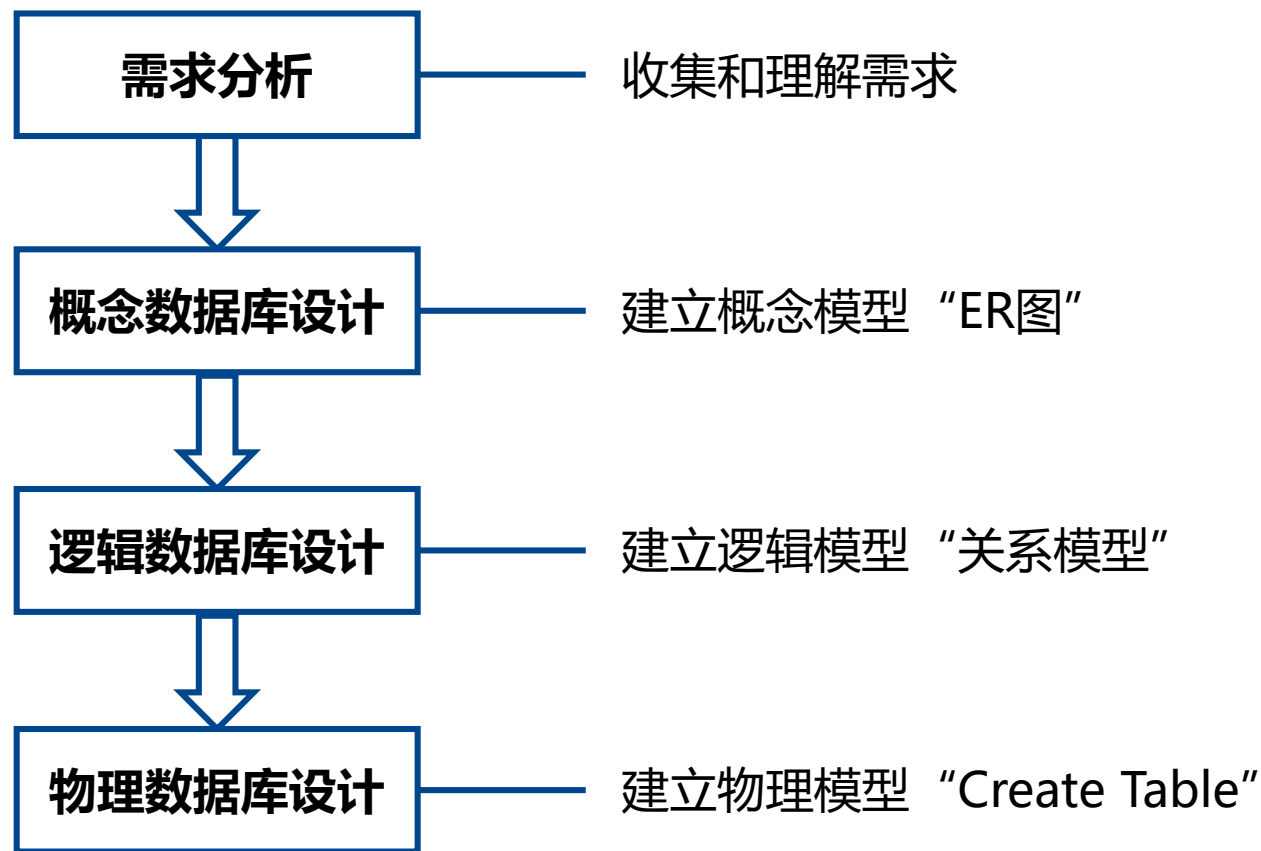 需求分析
收集和理解需求
概念数据库设计
建立概念模型“ER图”
逻辑数据库设计
建立逻辑模型“关系模型”
物理数据库设计
建立物理模型“Create Table”